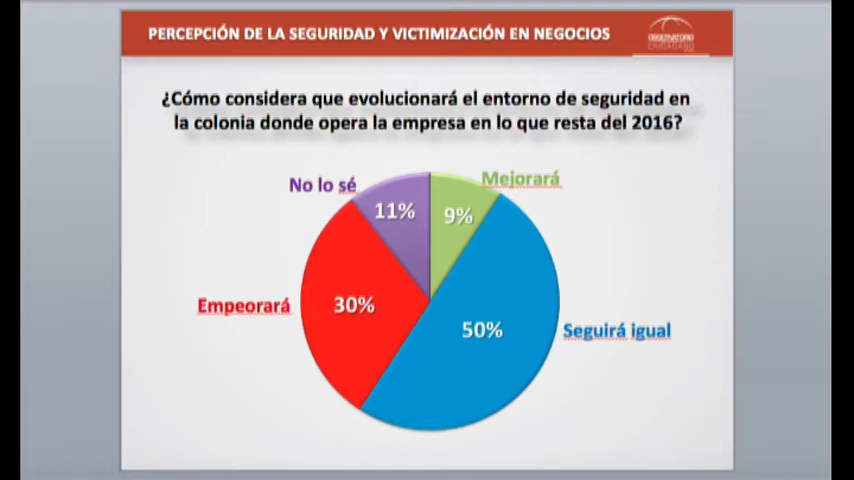 PERCEPCIÓN DE LA SEGURIDAD Y VICTIMIZACIÓN EN NEGOCIOS
OBSERVATORIO
CIUDADANO
¿Cómo considera que evolucionará el entorno de seguridad en
la colonia donde opera la empresa en lo que resta del 2016?
No lo sé
Mejorará
11%
9%
Empeorará
30%
50%
Seguirá igual